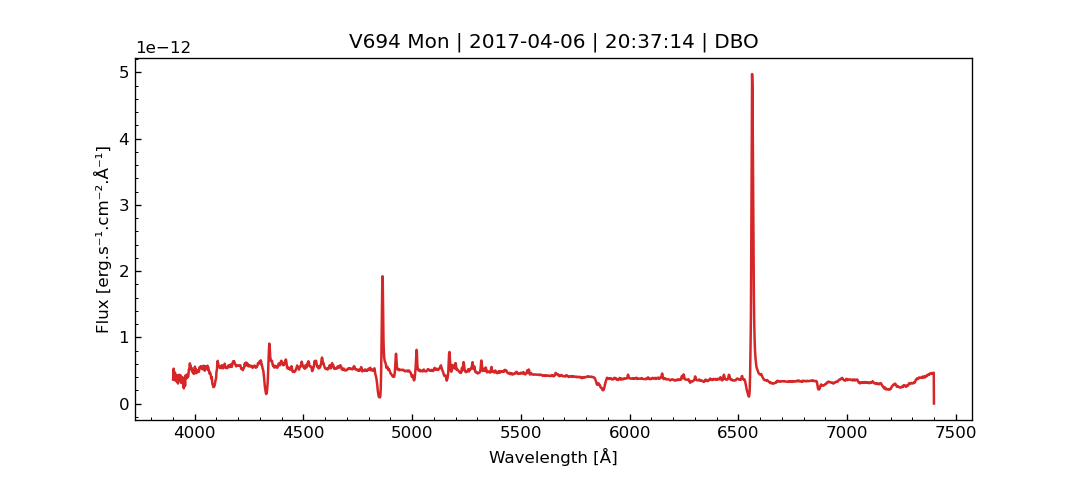 V694 Mon | 2017-04-06 | 20:37:14 | DBO
1e−12
5
4
3
2
1
0
Flux [erg.s⁻¹.cm⁻².Å⁻¹]
4000 4500 5000 5500 6000 6500 7000 7500
Wavelength [Å]